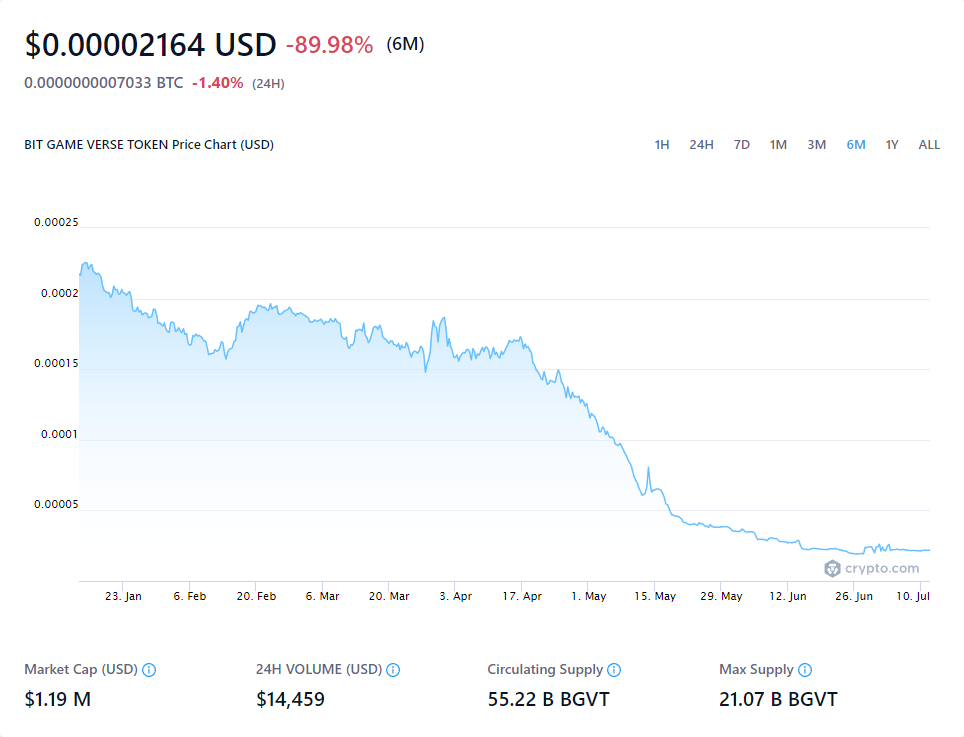 $0.00002164 USD -89.98% (6M)
0.0000000007033 BTC -1.40% (24H)
BIT GAME VERSE TOKEN Price Chart (USD) 1H 24H 7D 1M 3M 6M 1Y ALL
0.00025
0.0002
0.00015
0.0001
0.00005
crypto.com
23. Jan 6. Feb 20. Feb 6. Mar 20. Mar 3. Apr 17. Apr 1. May 15. May 29. May 12. Jun 26. Jun 10. Jul
Market Cap (USD) 24H VOLUME (USD) Circulating Supply Max Supply
$1.19 M $14,459 55.22 B BGVT 21.07 B BGVT